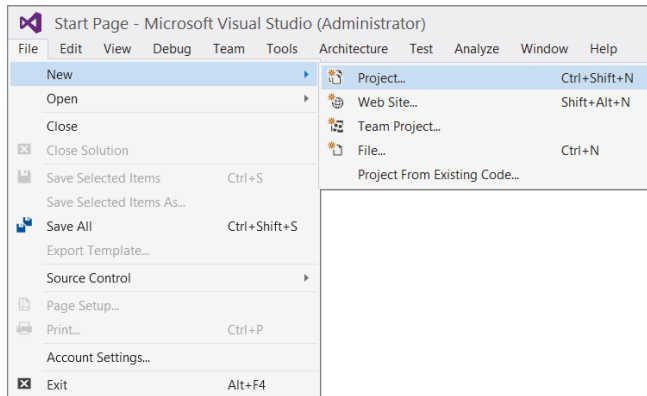 Start Page - Microsoft Visual Studio (Administrator)
File Edit View Debug Team Tools Architecture Test Analyze Window Help
New
Open
Close
Close Solution
Save Selected Items Ctrl+S
Save Selected Items As...
Save All Ctrl+Shift+S
Export Template...
Source Control
Page Setup...
Print... Ctrl+P
Account Settings...
Exit Alt+F4
Project... Ctrl+Shift+N
Web Site... Shift+Alt+N
Team Project...
File... Ctrl+N
Project From Existing Code...